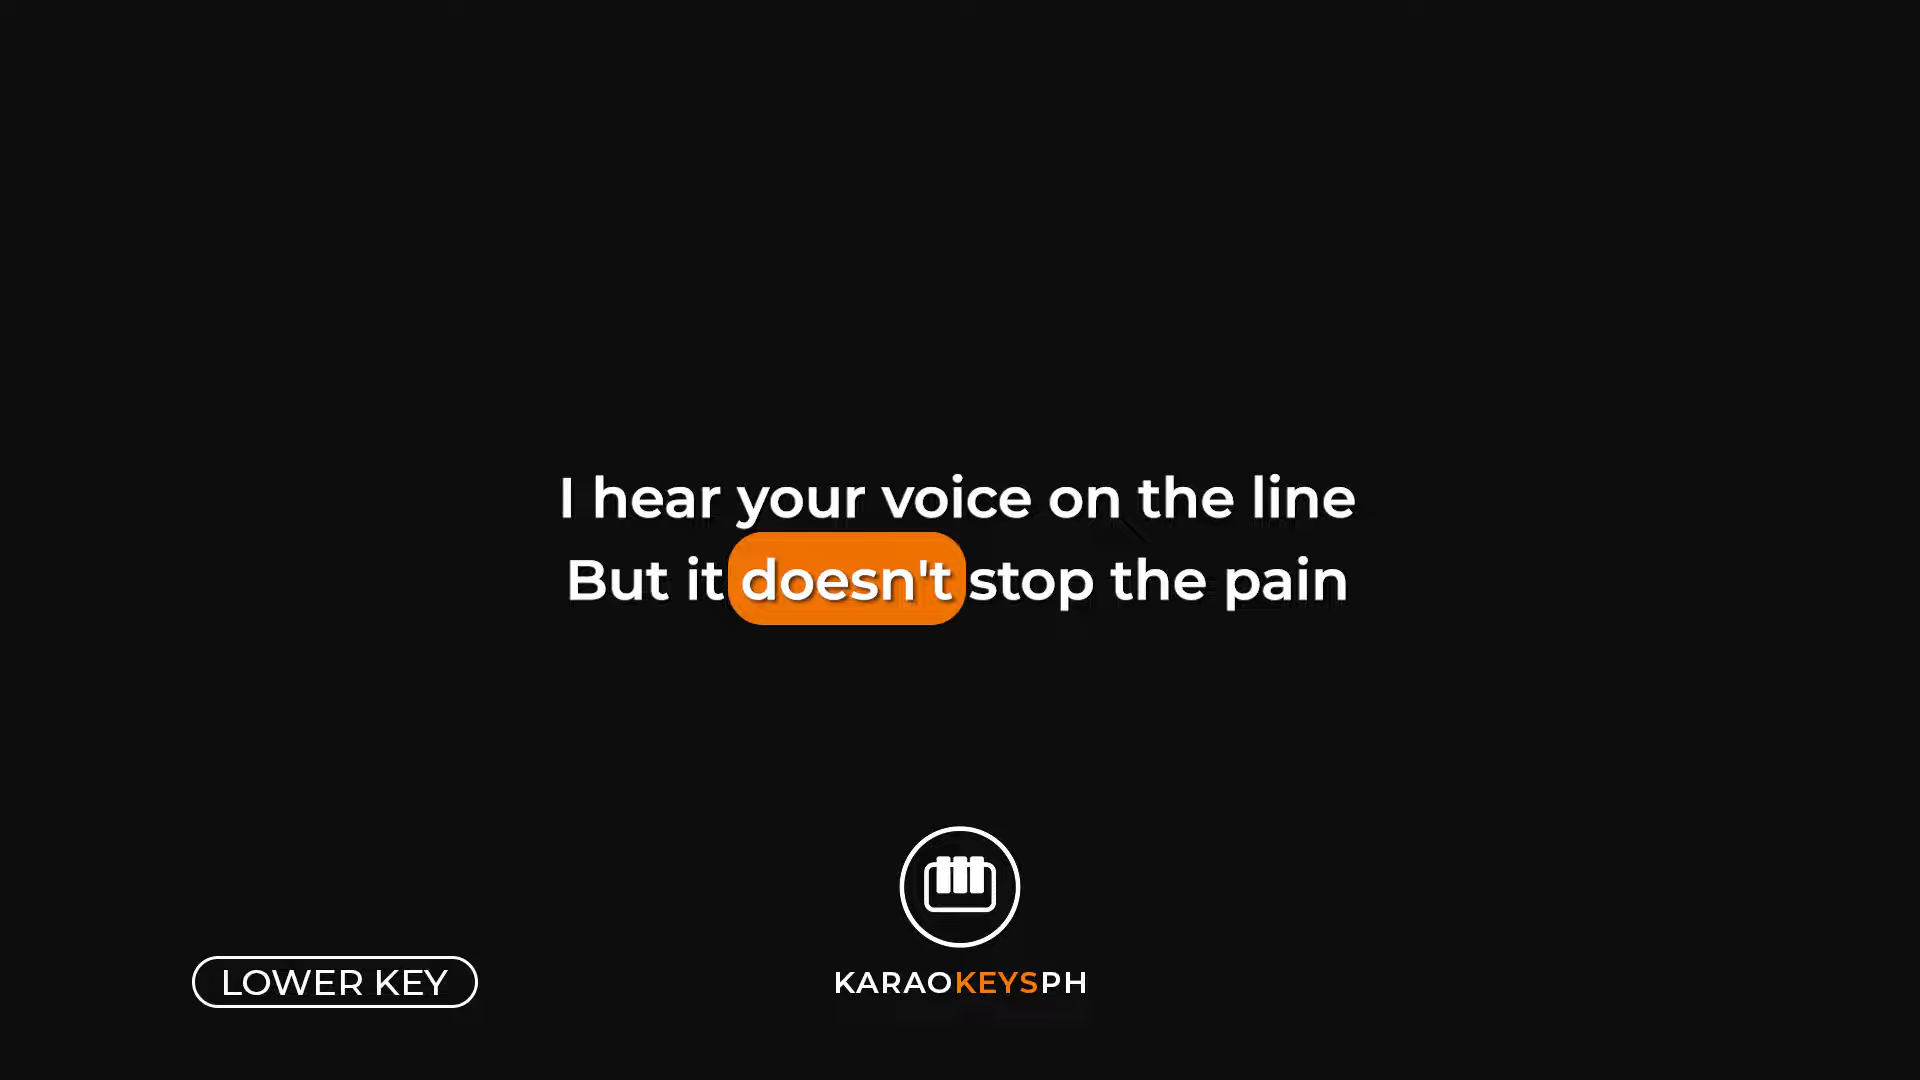 I hear your voice on the line
But it doesn't stop the pain
LOWER KEY
KARAOKEYSPH